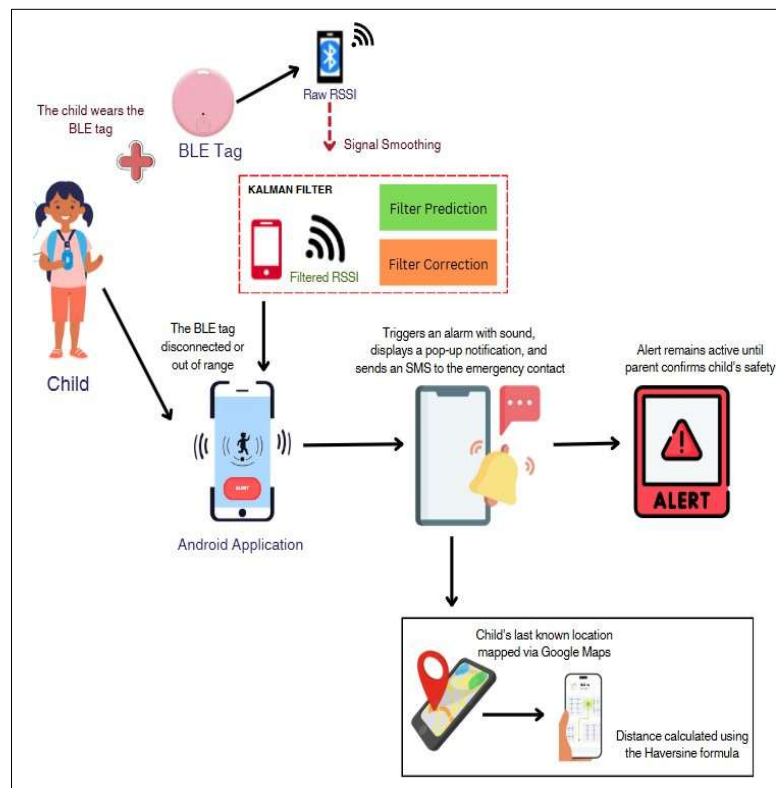 Raw RSSI
The child wears the
BLE tag
BLE Tag
Signal Smoothing
KALMAN FILTER
Filter Prediction
Filtered RSSI
Filter Correction
The BLE tag
disconnected or
out of range
Child
ALERT
Android Application
Triggers an alarm with sound,
displays a pop-up notification, and
sends an SMS to the emergency contact
Alert remains active until
parent confirms child's safety
ALERT
Child's last known location
mapped via Google Maps
Distance calculated using
the Haversine formula